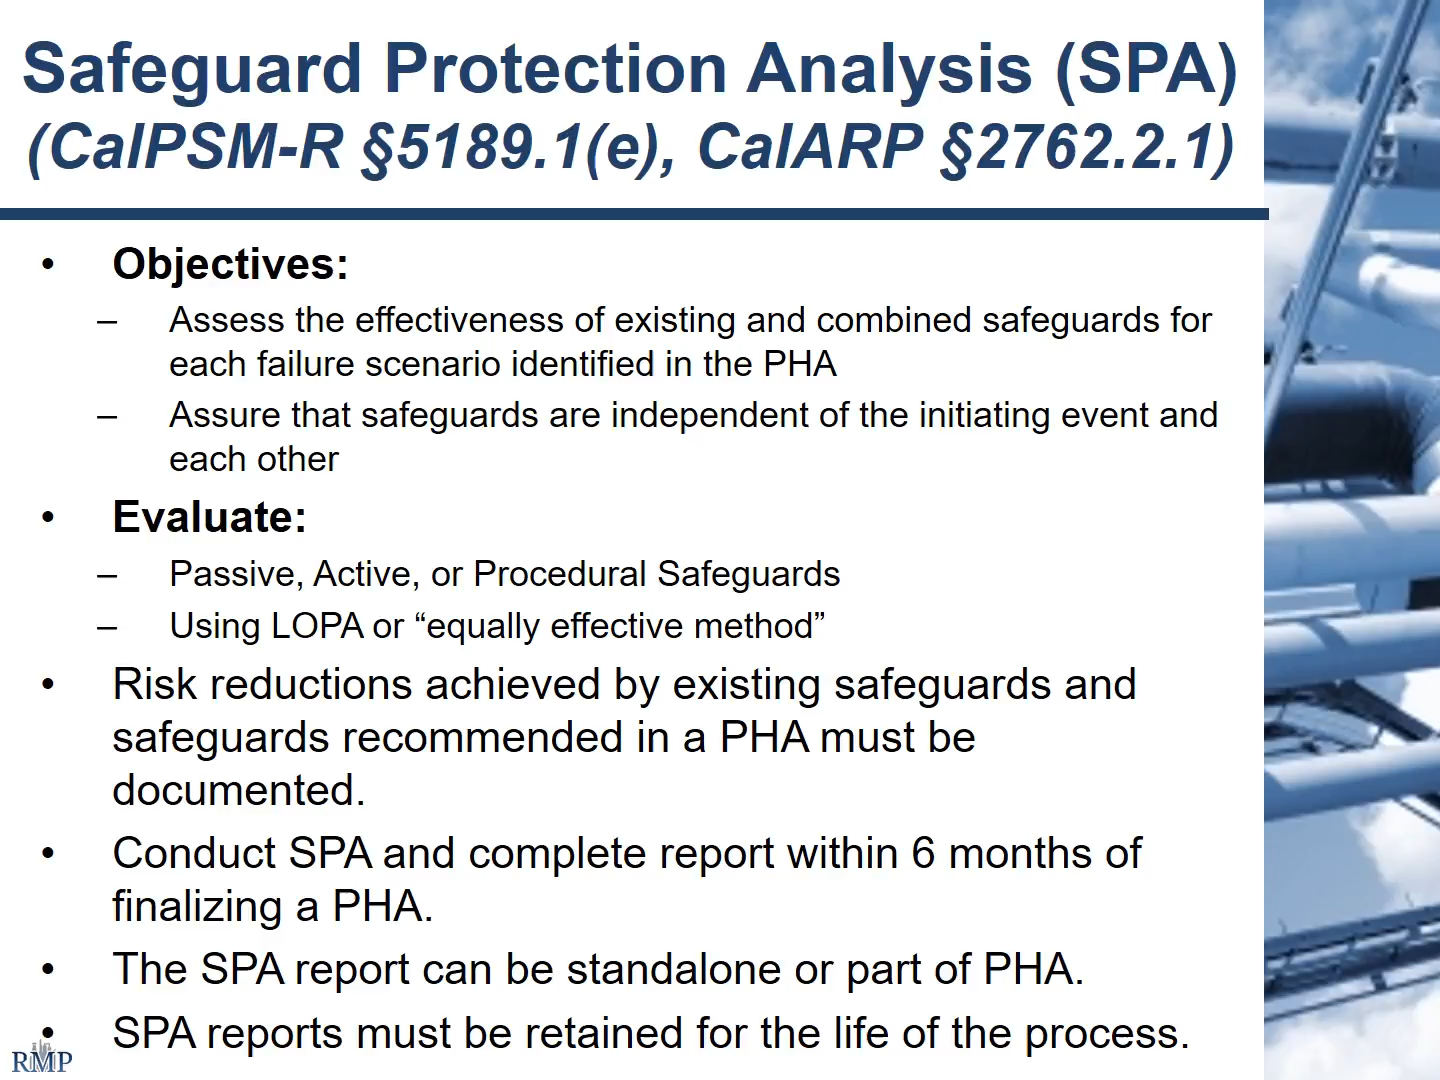 Safeguard Protection Analysis (SPA)
(CalPSM-R §5189.1(e), CalARP §2762.2.1)
• Objectives:
– Assess the effectiveness of existing and combined safeguards for
each failure scenario identified in the PHA
– Assure that safeguards are independent of the initiating event and
each other
• Evaluate:
– Passive, Active, or Procedural Safeguards
– Using LOPA or “equally effective method”
• Risk reductions achieved by existing safeguards and
safeguards recommended in a PHA must be
documented.
• Conduct SPA and complete report within 6 months of
finalizing a PHA.
• The SPA report can be standalone or part of PHA.
• SPA reports must be retained for the life of the process.
RMP